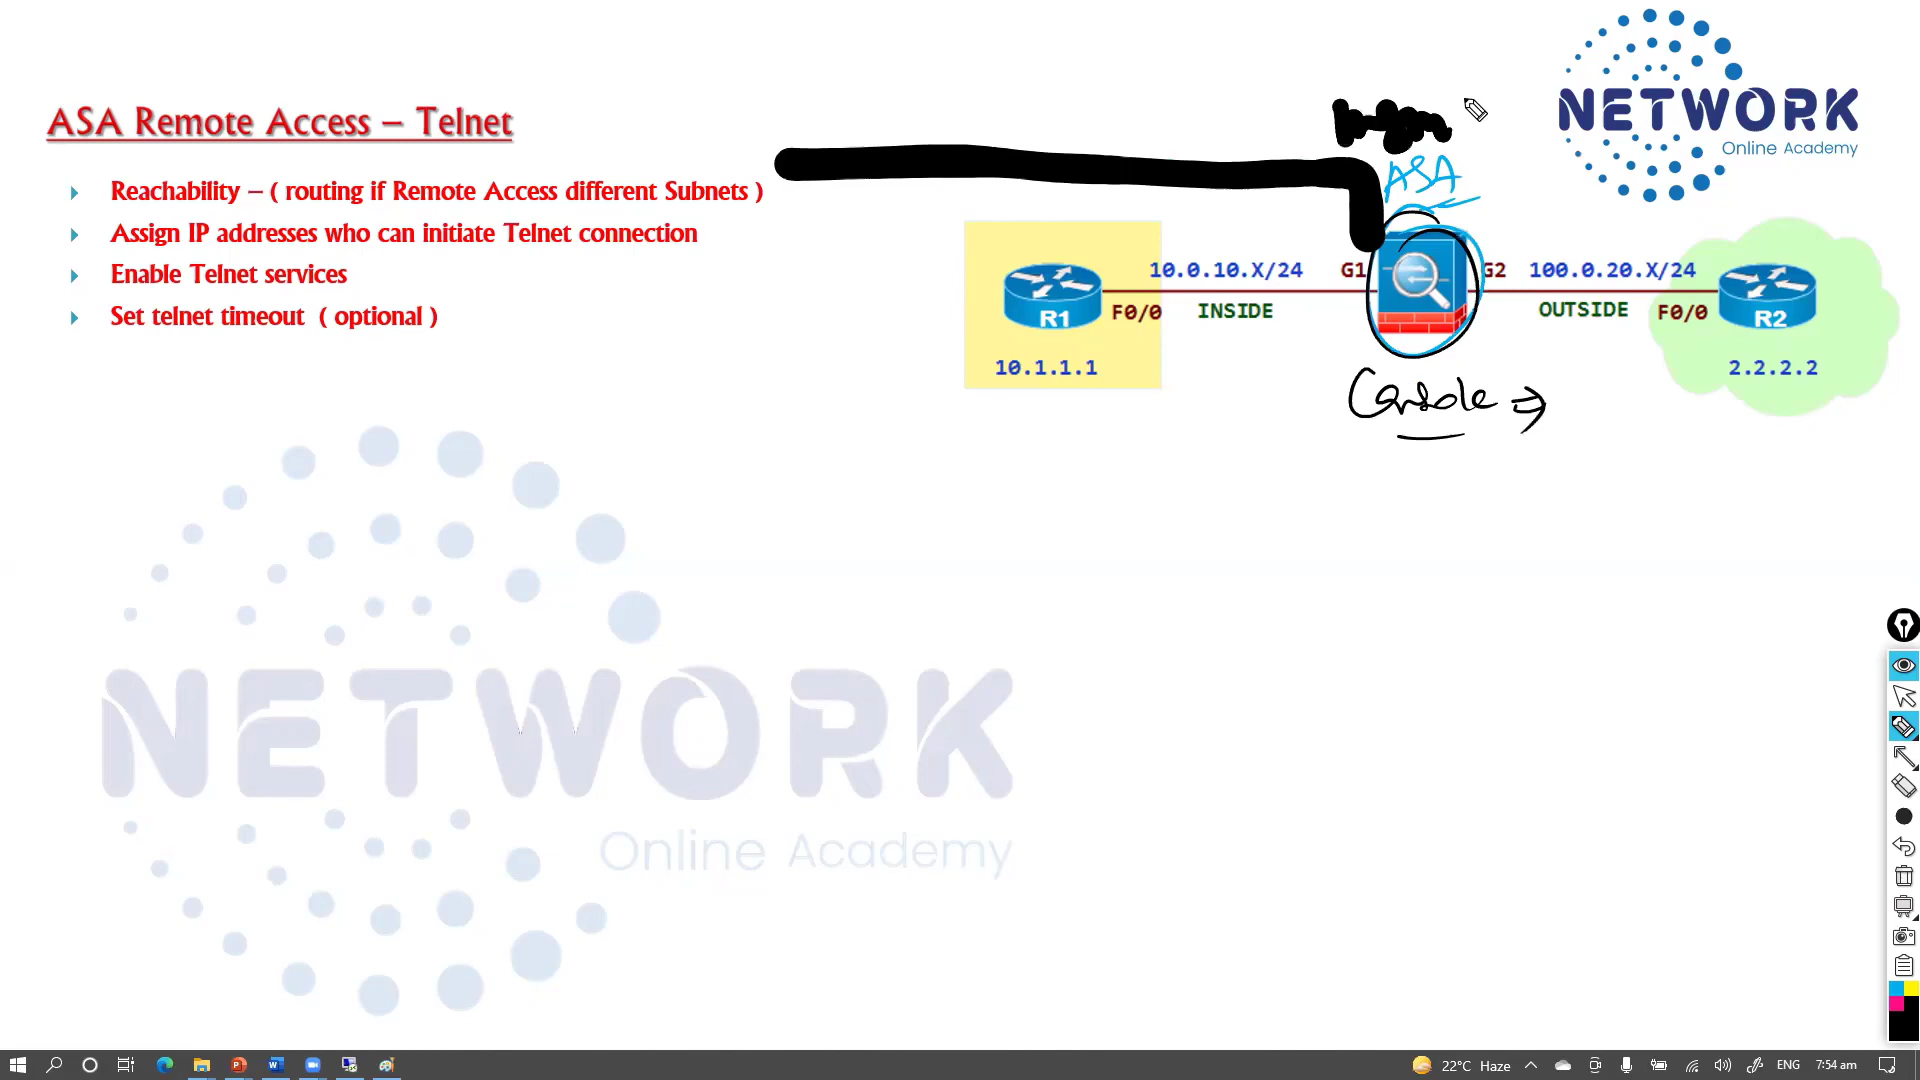 NETWORK
Online Academy
ASA Remote Access – Telnet
Reachability – ( routing if Remote Access different Subnets )
Assign IP addresses who can initiate Telnet connection
Enable Telnet services
Set telnet timeout ( optional )
ASA
10.0.10.X/24 G1 G2 100.0.20.X/24
R1 F0/0 INSIDE OUTSIDE F0/0 R2
10.1.1.1 2.2.2.2
Console ⇒
NETWORK
Online Academy
22°C Haze ENG 7:54 am